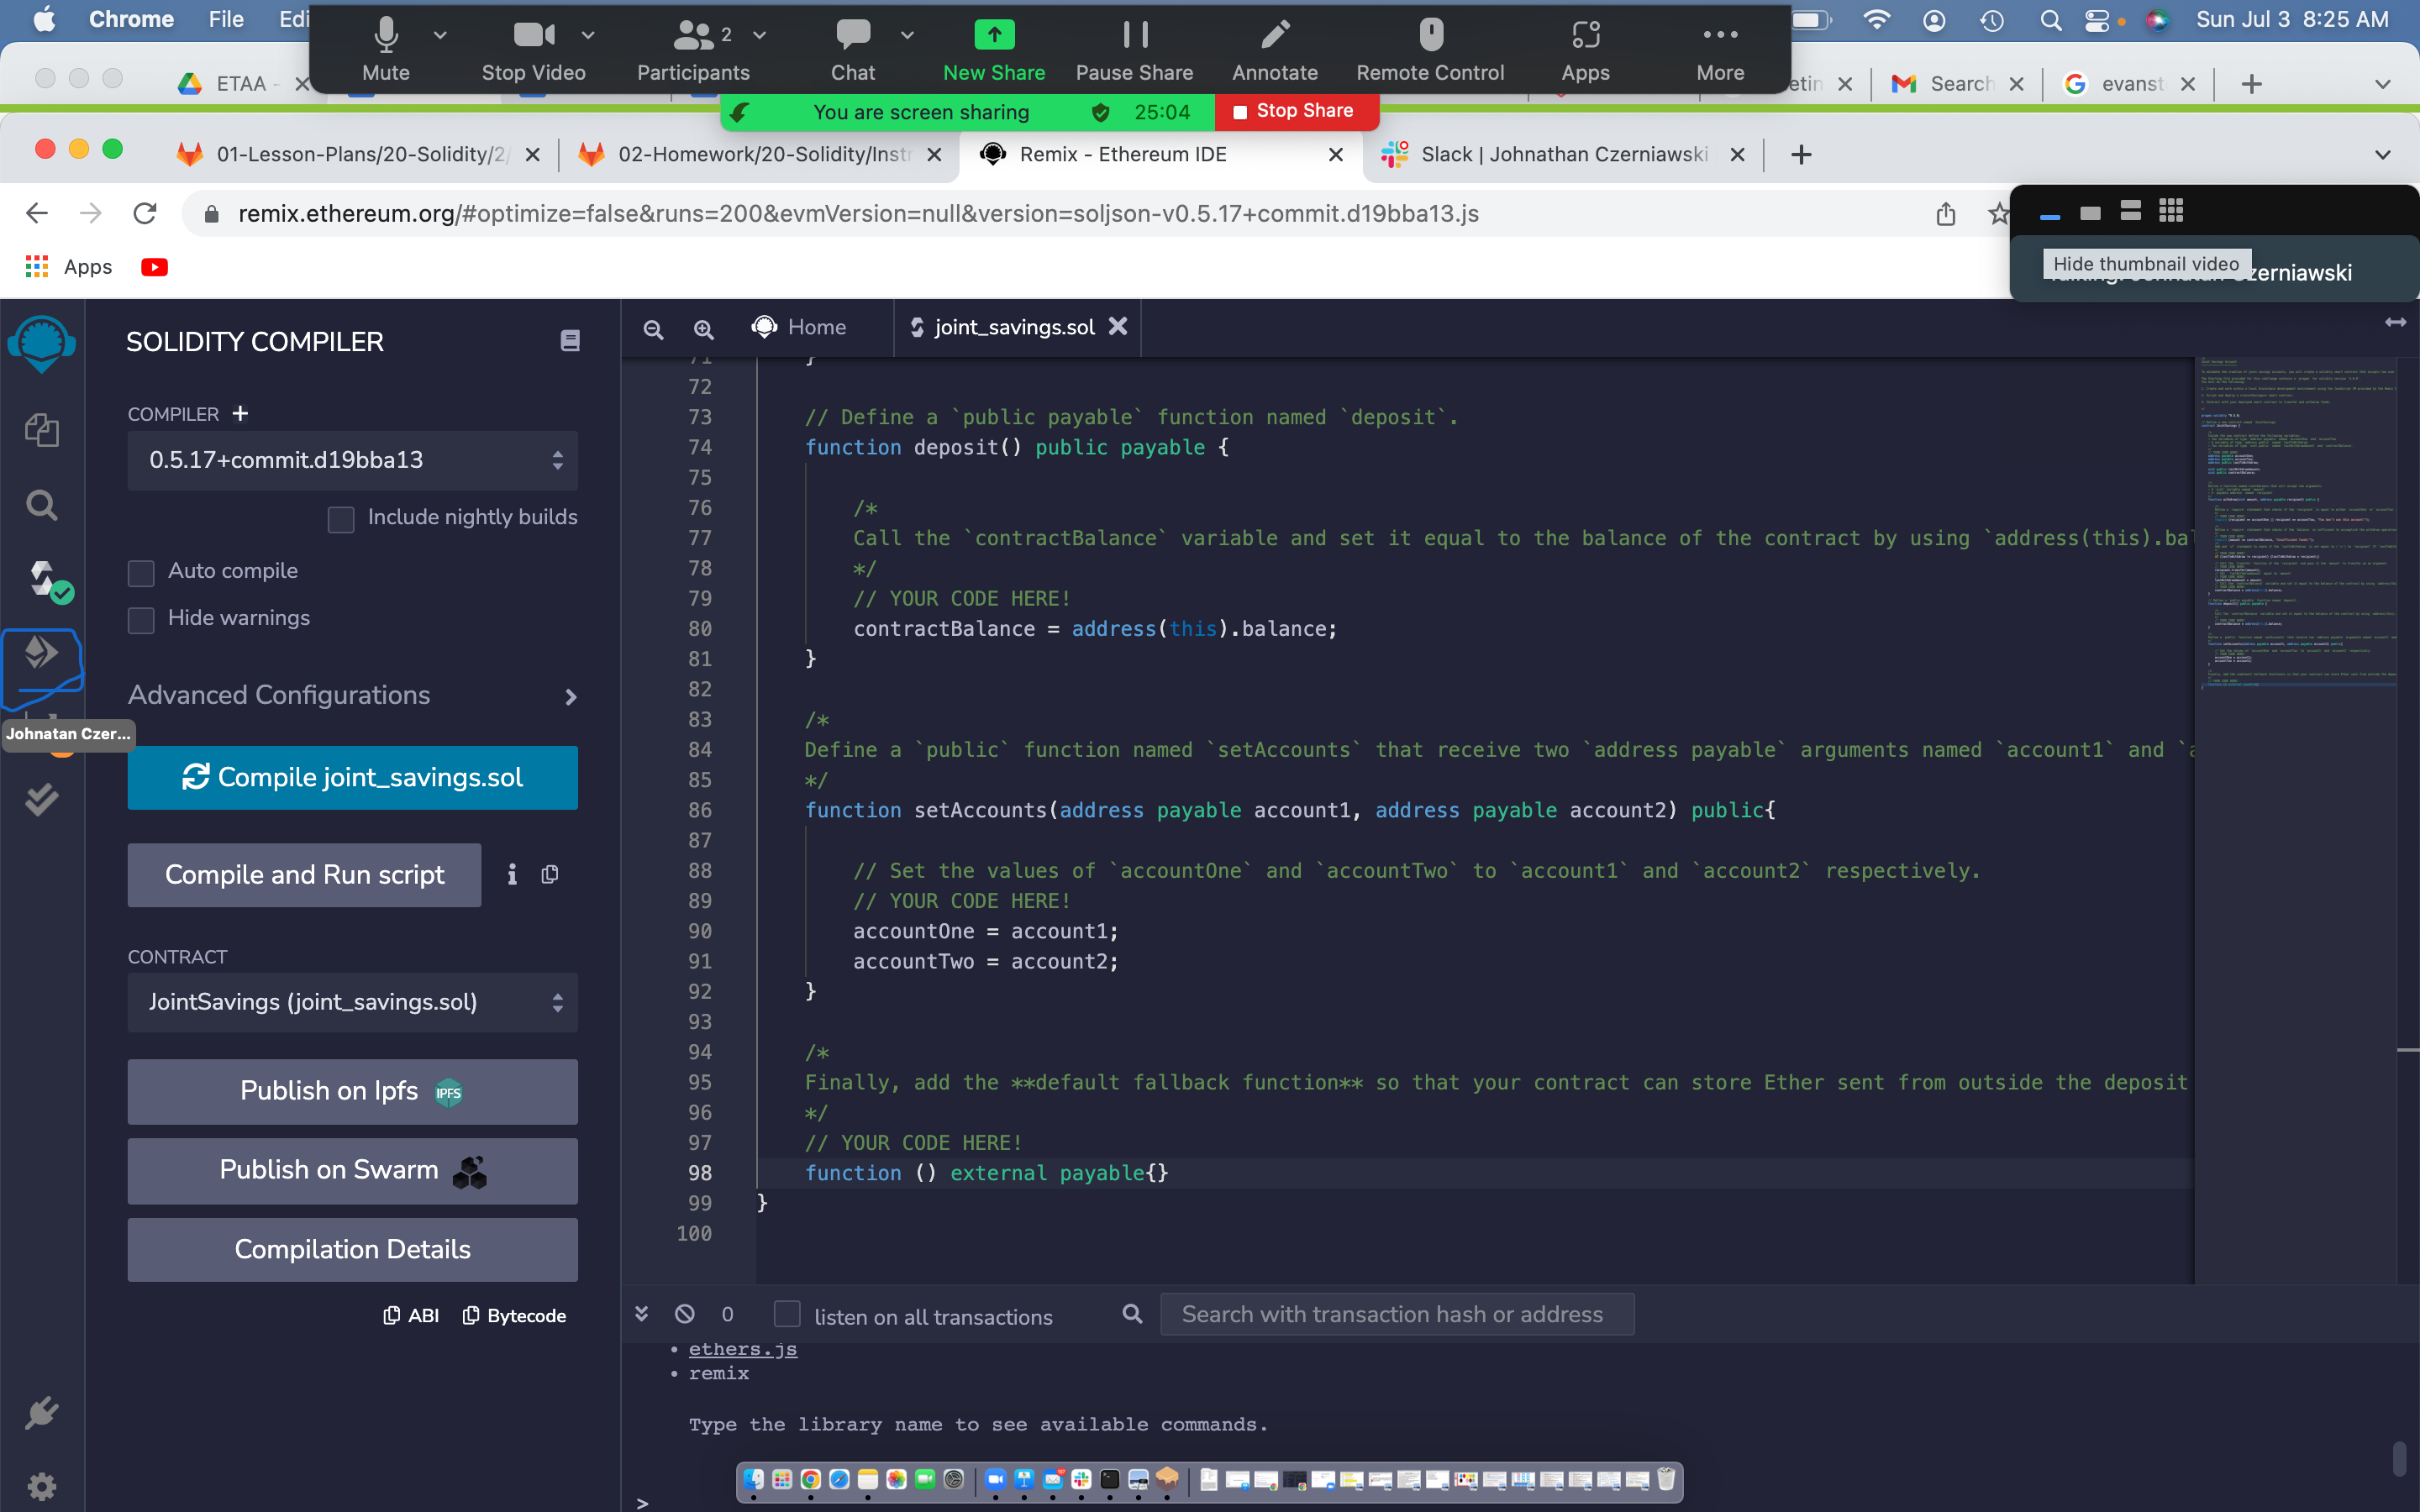 Chrome File Edi
Sun Jul 3 8:25 AM
Mute Stop Video Participants 2 Chat New Share Pause Share Annotate Remote Control Apps More
ETAA - Search evanst
You are screen sharing 25:04 Stop Share
01-Lesson-Plans/20-Solidity/2/ 02-Homework/20-Solidity/Instr Remix - Ethereum IDE Slack | Johnathan Czerniawski
remix.ethereum.org/#optimize=false&runs=200&evmVersion=null&version=soljson-v0.5.17+commit.d19bba13.js
Apps
Hide thumbnail video
zerniawski
SOLIDITY COMPILER
Home joint_savings.sol
COMPILER +
0.5.17+commit.d19bba13
Include nightly builds
Auto compile
Hide warnings
Advanced Configurations
Johnatan Czer...
Compile joint_savings.sol
Compile and Run script
CONTRACT
JointSavings (joint_savings.sol)
Publish on Ipfs IPFS
Publish on Swarm
Compilation Details
ABI Bytecode
71 }
72
73 // Define a `public payable` function named `deposit`.
74 function deposit() public payable {
75
76 /*
77 Call the `contractBalance` variable and set it equal to the balance of the contract by using `address(this).bal
78 */
79 // YOUR CODE HERE!
80 contractBalance = address(this).balance;
81 }
82
83 /*
84 Define a `public` function named `setAccounts` that receive two `address payable` arguments named `account1` and `a
85 */
86 function setAccounts(address payable account1, address payable account2) public{
87
88 // Set the values of `accountOne` and `accountTwo` to `account1` and `account2` respectively.
89 // YOUR CODE HERE!
90 accountOne = account1;
91 accountTwo = account2;
92 }
93
94 /*
95 Finally, add the **default fallback function** so that your contract can store Ether sent from outside the deposit
96 */
97 // YOUR CODE HERE!
98 function () external payable{}
99 }
100
0 listen on all transactions Search with transaction hash or address
• ethers.js
• remix
Type the library name to see available commands.
>